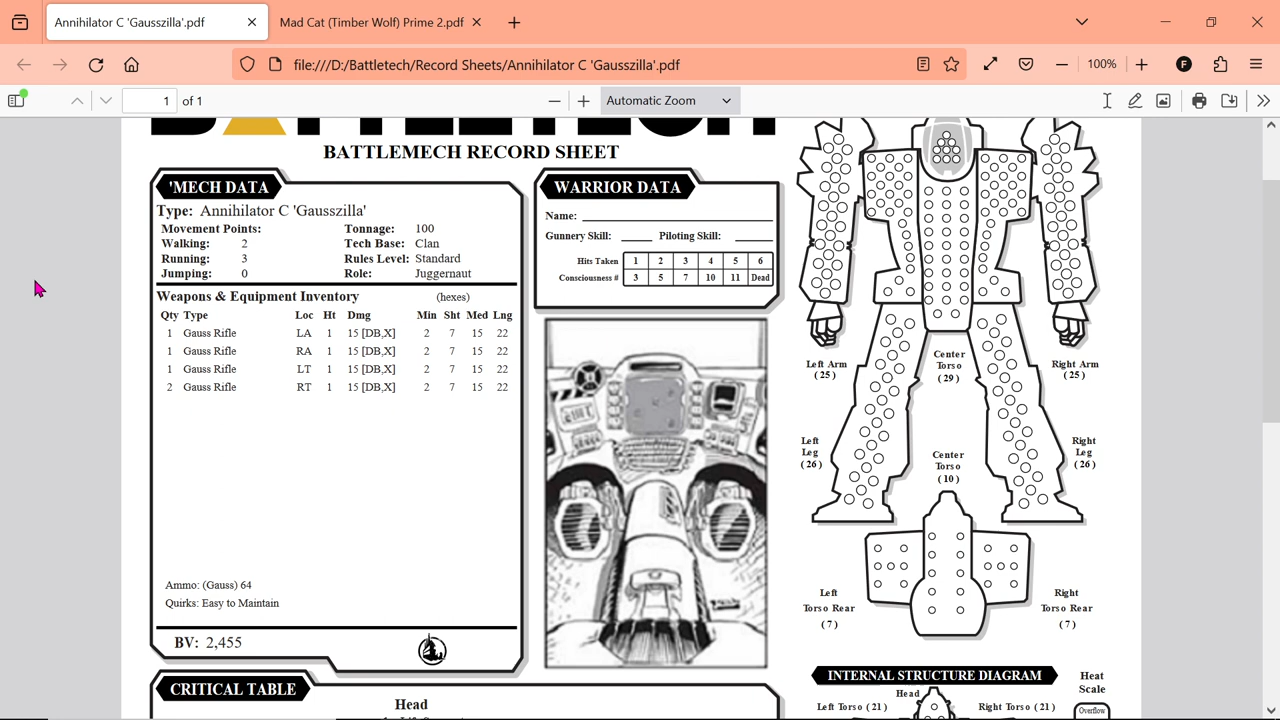 Annihilator C 'Gausszilla'.pdf
Mad Cat (Timber Wolf) Prime 2.pdf
file:///D:/Battletech/Record Sheets/Annihilator C 'Gausszilla'.pdf
100%
F
1 of 1
Automatic Zoom
BATTLETECH
BATTLEMECH RECORD SHEET
'MECH DATA
Type: Annihilator C 'Gausszilla'
Movement Points: Tonnage: 100
Walking: 2 Tech Base: Clan
Running: 3 Rules Level: Standard
Jumping: 0 Role: Juggernaut
Weapons & Equipment Inventory (hexes)
Qty Type Loc Ht Dmg Min Sht Med Lng
1 Gauss Rifle LA 1 15 [DB,X] 2 7 15 22
1 Gauss Rifle RA 1 15 [DB,X] 2 7 15 22
1 Gauss Rifle LT 1 15 [DB,X] 2 7 15 22
2 Gauss Rifle RT 1 15 [DB,X] 2 7 15 22
Ammo: (Gauss) 64
Quirks: Easy to Maintain
BV: 2,455
WARRIOR DATA
Name:
Gunnery Skill: Piloting Skill:
Hits Taken 1 2 3 4 5 6
Consciousness # 3 5 7 10 11 Dead
Left Arm
(25)
Center
Torso
(29)
Right Arm
(25)
Left
Leg
(26)
Right
Leg
(26)
Center
Torso
(10)
Left
Torso Rear
(7)
Right
Torso Rear
(7)
CRITICAL TABLE
Head
INTERNAL STRUCTURE DIAGRAM
Head
Left Torso (21) Right Torso (21)
Heat
Scale
Overflow